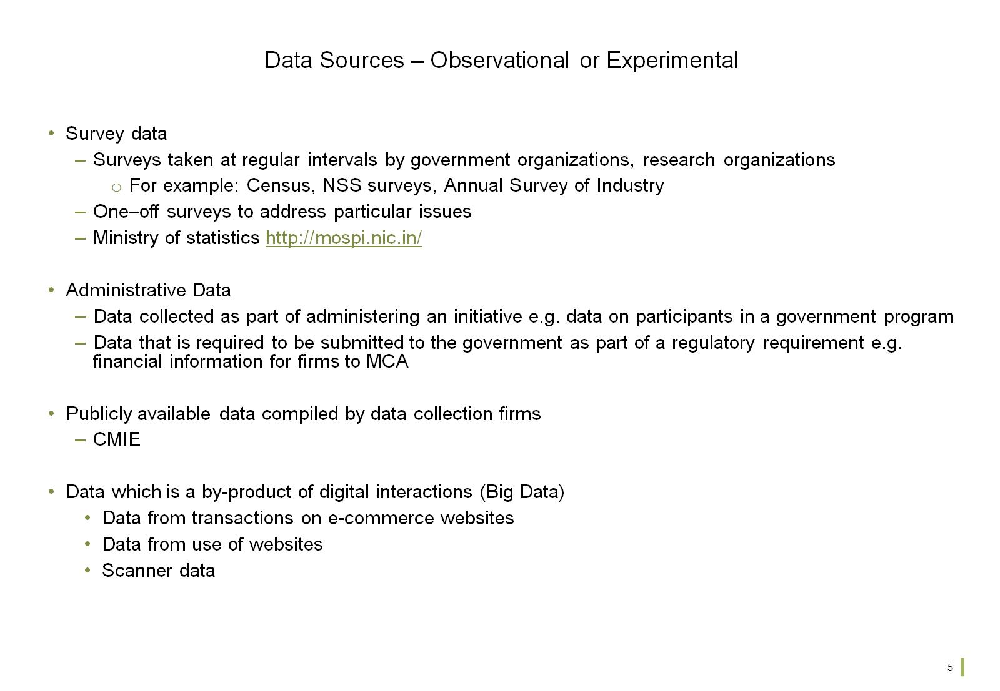 Data Sources – Observational or Experimental
• Survey data
– Surveys taken at regular intervals by government organizations, research organizations
o For example: Census, NSS surveys, Annual Survey of Industry
– One–off surveys to address particular issues
– Ministry of statistics http://mospi.nic.in/
• Administrative Data
– Data collected as part of administering an initiative e.g. data on participants in a government program
– Data that is required to be submitted to the government as part of a regulatory requirement e.g.
financial information for firms to MCA
• Publicly available data compiled by data collection firms
– CMIE
• Data which is a by-product of digital interactions (Big Data)
• Data from transactions on e-commerce websites
• Data from use of websites
• Scanner data
5